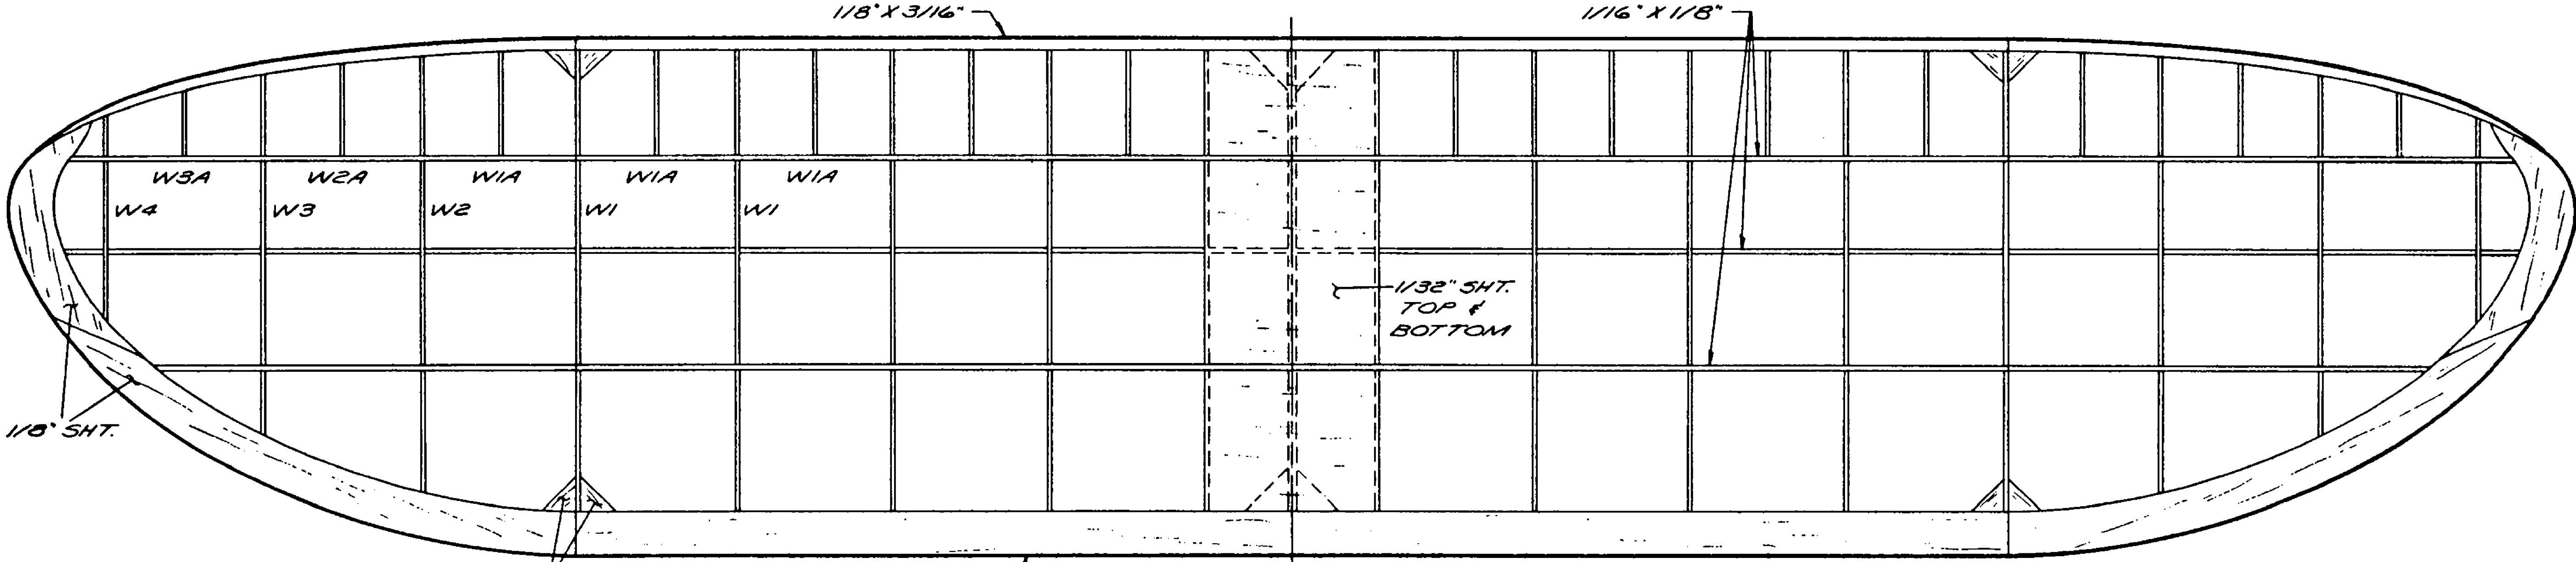 1/8" X 3/16"
1/16" X 1/8"
W3A
W2A
W1A
W1A
W1A
W4
W3
W2
W1
W1
1/32" SHT.
TOP &
BOTTOM
1/8" SHT.